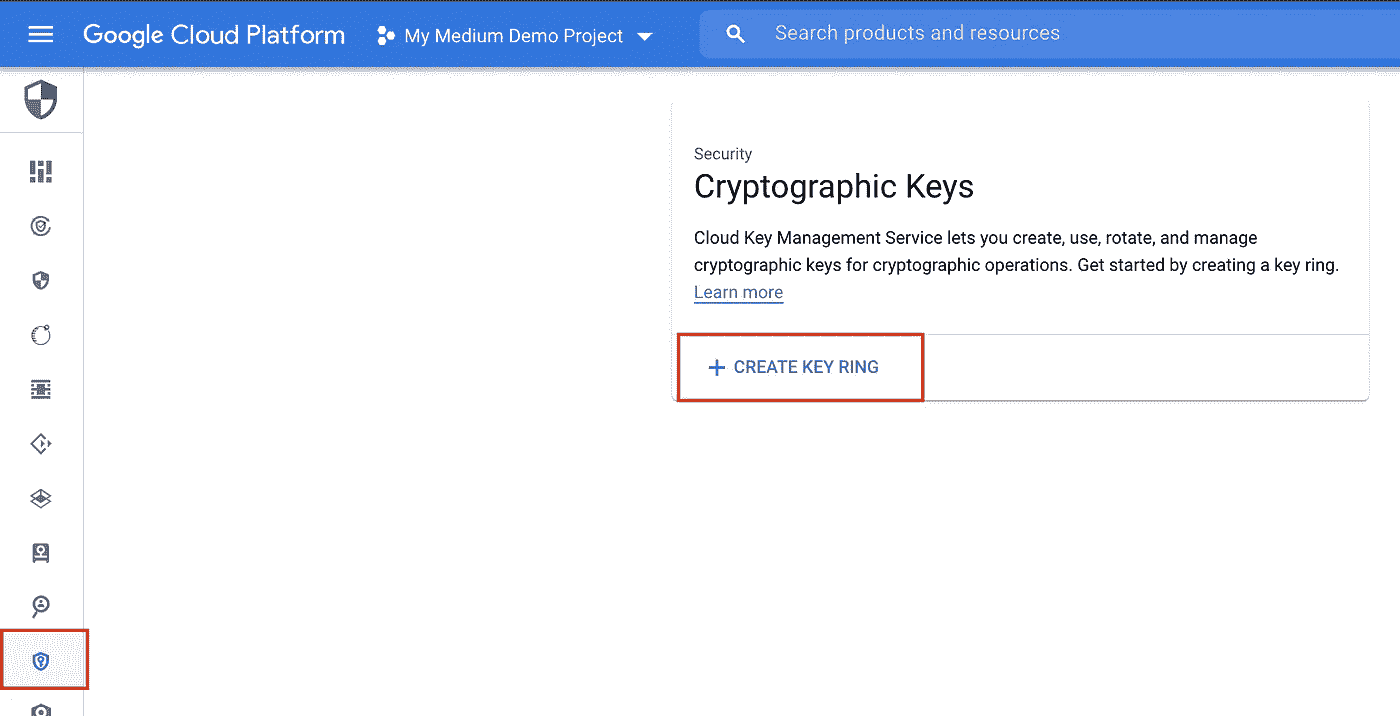 Google Cloud Platform
My Medium Demo Project
Search products and resources
Security
Cryptographic Keys
Cloud Key Management Service lets you create, use, rotate, and manage
cryptographic keys for cryptographic operations. Get started by creating a key ring.
Learn more
CREATE KEY RING